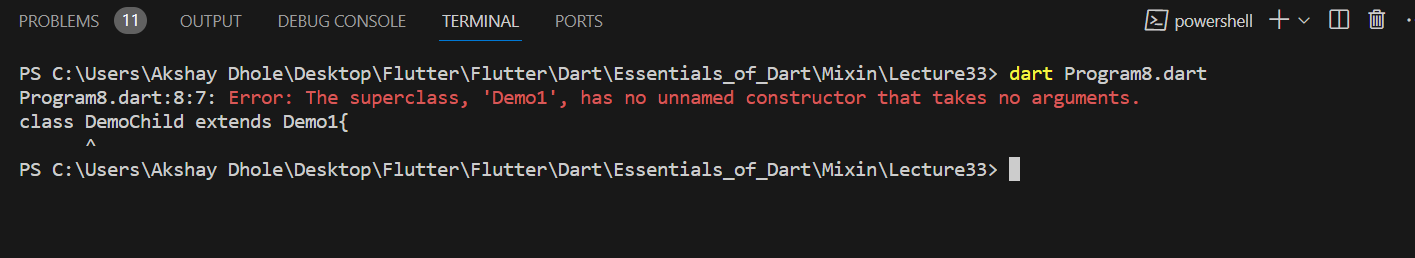 PROBLEMS 11 OUTPUT DEBUG CONSOLE TERMINAL PORTS powershell
PS C:\Users\Akshay Dhole\Desktop\Flutter\Flutter\Dart\Essentials_of_Dart\Mixin\Lecture33> dart Program8.dart
Program8.dart:8:7: Error: The superclass, 'Demo1', has no unnamed constructor that takes no arguments.
class DemoChild extends Demo1{
^
PS C:\Users\Akshay Dhole\Desktop\Flutter\Flutter\Dart\Essentials_of_Dart\Mixin\Lecture33>